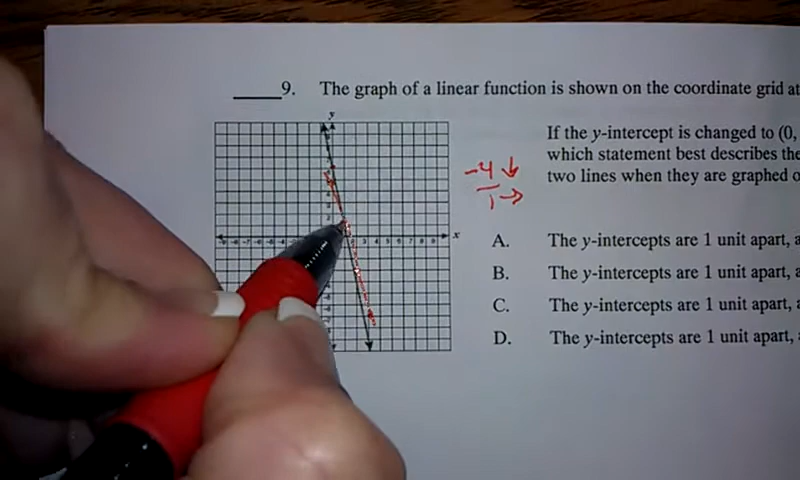 9. The graph of a linear function is shown on the coordinate grid at
y
If the y-intercept is changed to (0,
which statement best describes the
two lines when they are graphed
-4 ↓
1 →
x
A. The y-intercepts are 1 unit apart,
B. The y-intercepts are 1 unit apart,
C. The y-intercepts are 1 unit apart,
D. The y-intercepts are 1 unit apart,